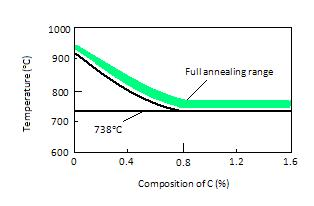 1000
900
800
700
600
Temperature (°C)
Full annealing range
738°C
0
0.4
0.8
1.2
1.6
Composition of C (%)